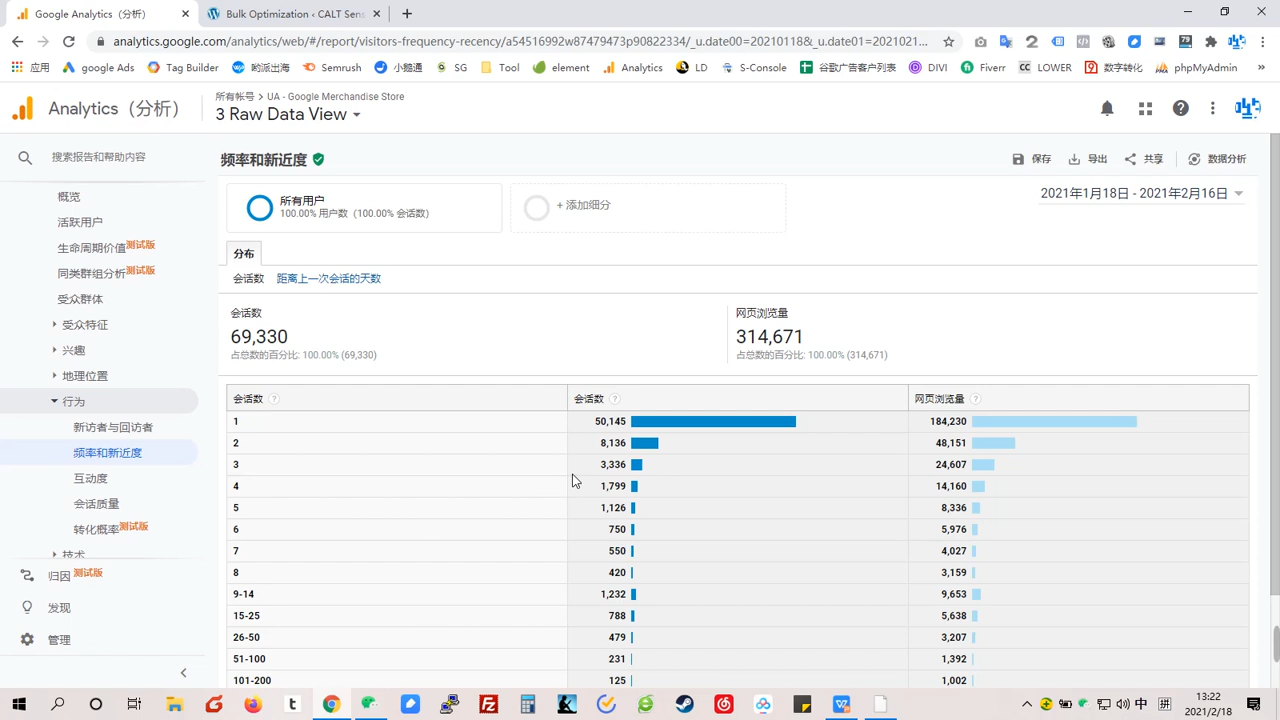 Google Analytics（分析）
Bulk Optimization ‹ CALT Sens
analytics.google.com/analytics/web/#/report/visitors-frequency-recency/a54516992w87479473p90822334/_u.date00=20210118&_u.date01=2021021...
应用
google Ads
Tag Builder
Semrush
小鹅通
SG
Tool
element
Analytics
LD
S-Console
谷歌广告客户列表
DIVI
Fiverr
CC LOWER
数字转化
phpMyAdmin
»
Analytics（分析）
所有帐号 > UA - Google Merchandise Store
3 Raw Data View
搜索报告和帮助内容
频率和新近度
保存
导出
共享
数据分析
概览
活跃用户
生命周期价值测试版
同类群组分析测试版
受众群体
受众特征
兴趣
地理位置
行为
新访者与回访者
频率和新近度
互动度
会话质量
转化概率测试版
技术
归因 测试版
发现
管理
所有用户
100.00% 用户数（100.00% 会话数）
+ 添加细分
2021年1月18日 - 2021年2月16日
分布
会话数 距离上一次会话的天数
会话数
69,330
占总数的百分比: 100.00% (69,330)
网页浏览量
314,671
占总数的百分比: 100.00% (314,671)
会话数 会话数 网页浏览量
1 50,145 184,230
2 8,136 48,151
3 3,336 24,607
4 1,799 14,160
5 1,126 8,336
6 750 5,976
7 550 4,027
8 420 3,159
9-14 1,232 9,653
15-25 788 5,638
26-50 479 3,207
51-100 231 1,392
101-200 125 1,002
中
拼
13:22
2021/2/18